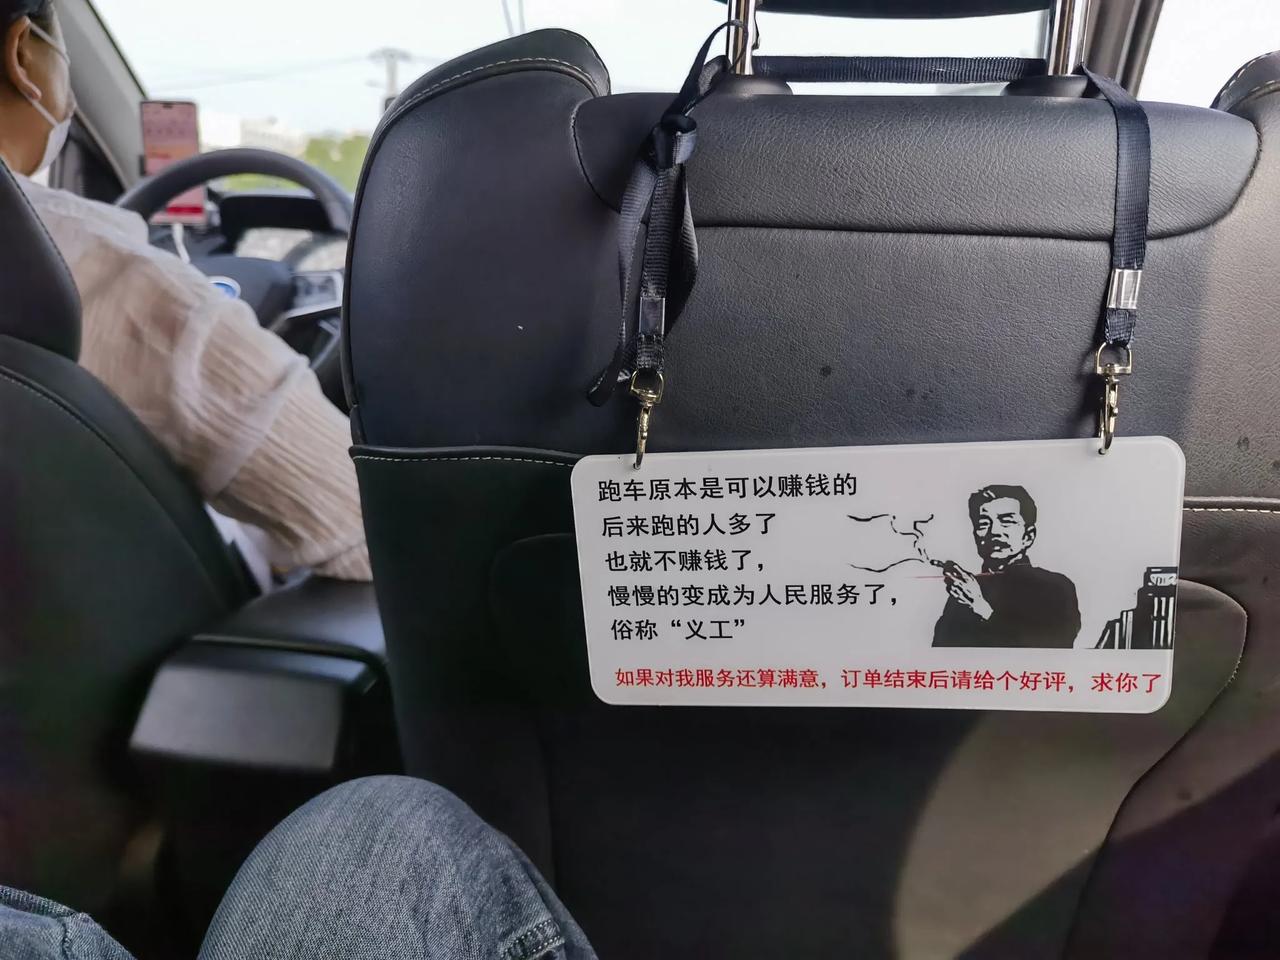 跑车原本是可以赚钱的
后来跑的人多了
也就不赚钱了，
慢慢的变成为人民服务了，
俗称“义工”
如果对我服务还算满意，订单结束后请给个好评，求你了